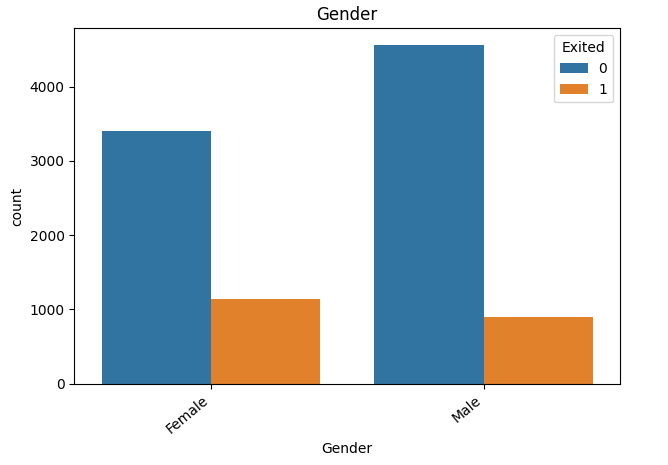 Gender
Exited
0
1
4000
3000
2000
1000
0
count
Female
Male
Gender